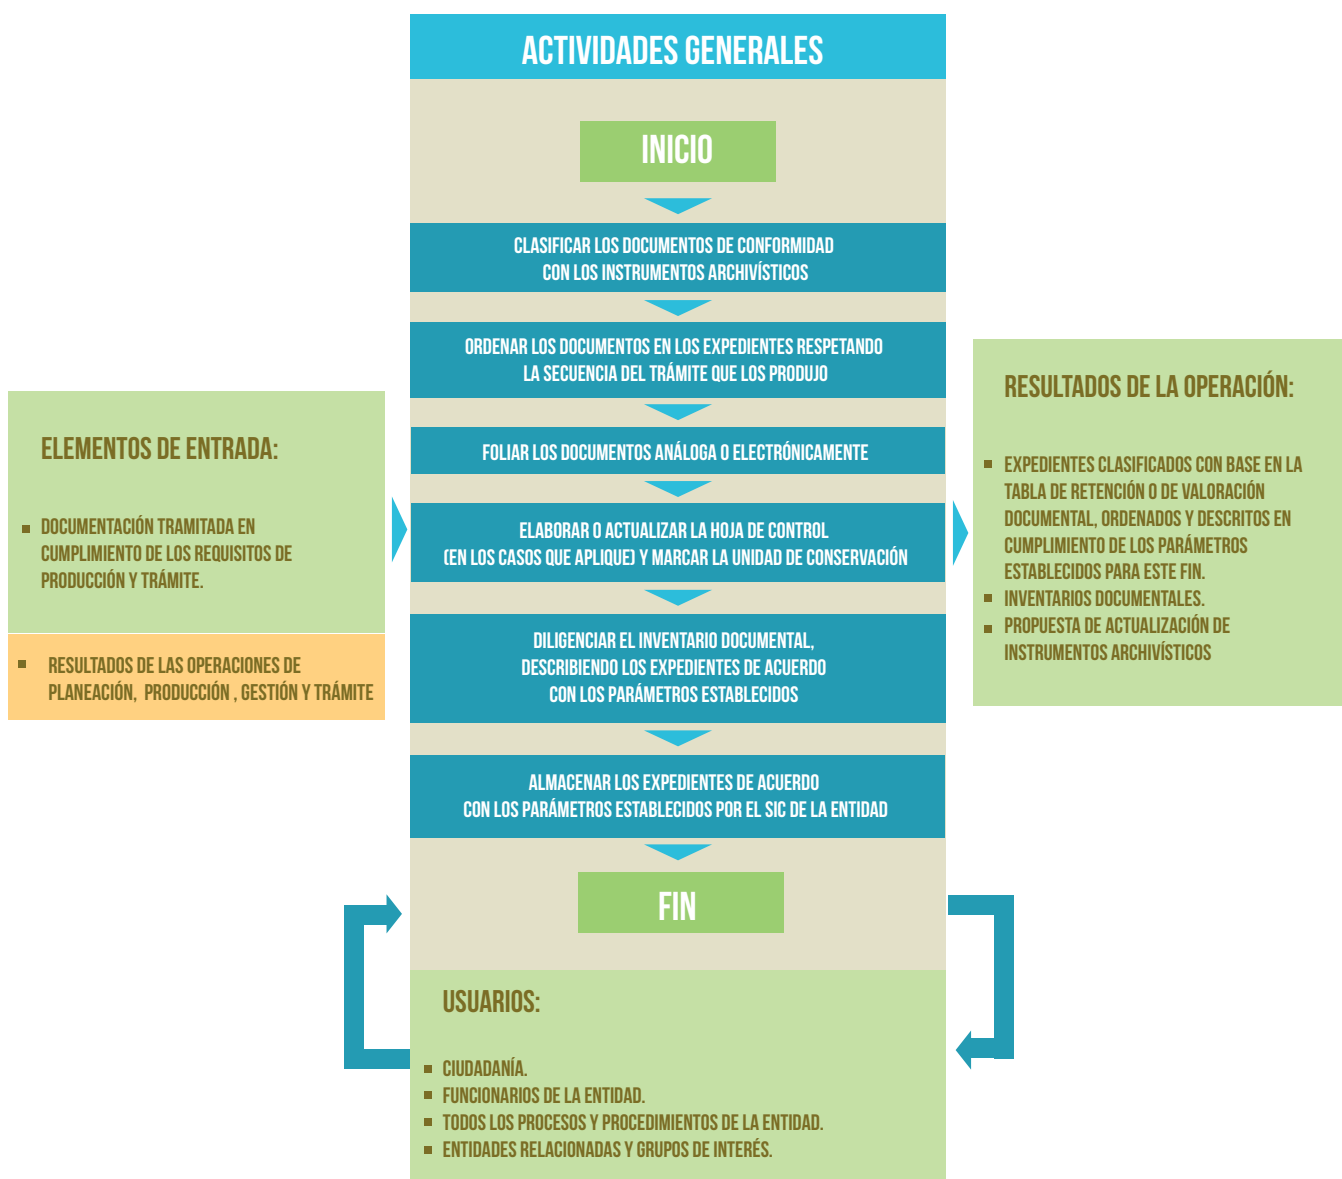 ACTIVIDADES GENERALES
INICIO
CLASIFICAR LOS DOCUMENTOS DE CONFORMIDAD
CON LOS INSTRUMENTOS ARCHIVÍSTICOS
ORDENAR LOS DOCUMENTOS EN LOS EXPEDIENTES RESPETANDO
LA SECUENCIA DEL TRÁMITE QUE LOS PRODUJO
FOLIAR LOS DOCUMENTOS ANÁLOGA O ELECTRÓNICAMENTE
ELABORAR O ACTUALIZAR LA HOJA DE CONTROL
(EN LOS CASOS QUE APLIQUE) Y MARCAR LA UNIDAD DE CONSERVACIÓN
DILIGENCIAR EL INVENTARIO DOCUMENTAL,
DESCRIBIENDO LOS EXPEDIENTES DE ACUERDO
CON LOS PARÁMETROS ESTABLECIDOS
ALMACENAR LOS EXPEDIENTES DE ACUERDO
CON LOS PARÁMETROS ESTABLECIDOS POR EL SIC DE LA ENTIDAD
FIN
ELEMENTOS DE ENTRADA:
DOCUMENTACIÓN TRAMITADA EN
CUMPLIMIENTO DE LOS REQUISITOS DE
PRODUCCIÓN Y TRÁMITE.
RESULTADOS DE LAS OPERACIONES DE
PLANEACIÓN, PRODUCCIÓN , GESTIÓN Y TRÁMITE
RESULTADOS DE LA OPERACIÓN:
EXPEDIENTES CLASIFICADOS CON BASE EN LA
TABLA DE RETENCIÓN O DE VALORACIÓN
DOCUMENTAL, ORDENADOS Y DESCRITOS EN
CUMPLIMIENTO DE LOS PARÁMETROS
ESTABLECIDOS PARA ESTE FIN.
INVENTARIOS DOCUMENTALES.
PROPUESTA DE ACTUALIZACIÓN DE
INSTRUMENTOS ARCHIVÍSTICOS
USUARIOS:
CIUDADANÍA.
FUNCIONARIOS DE LA ENTIDAD.
TODOS LOS PROCESOS Y PROCEDIMIENTOS DE LA ENTIDAD.
ENTIDADES RELACIONADAS Y GRUPOS DE INTERÉS.